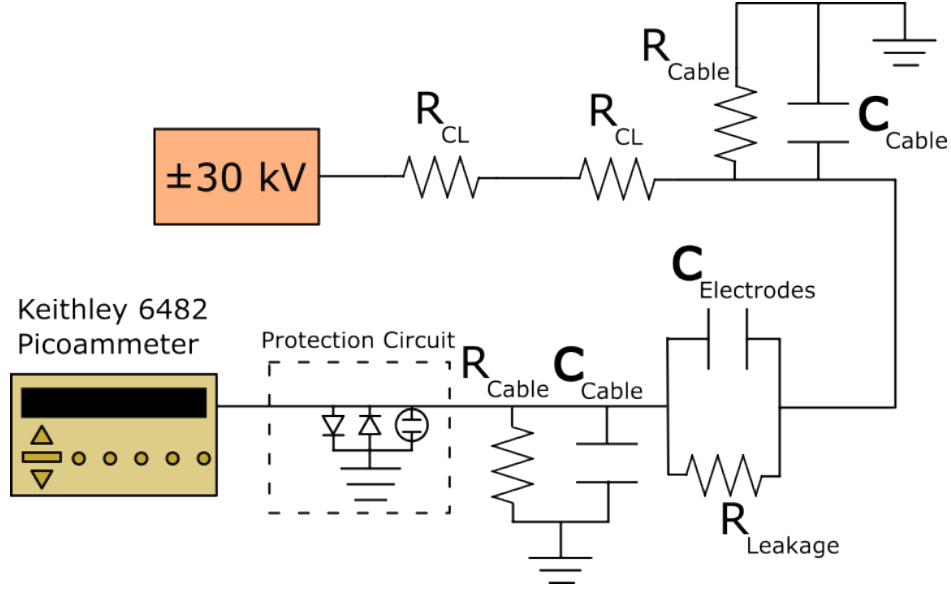 R
Cable
C
Cable
R
CL
R
CL
±30 kV
C
Electrodes
Keithley 6482
Picoammeter
Protection Circuit
R
Cable
C
Cable
R
Leakage